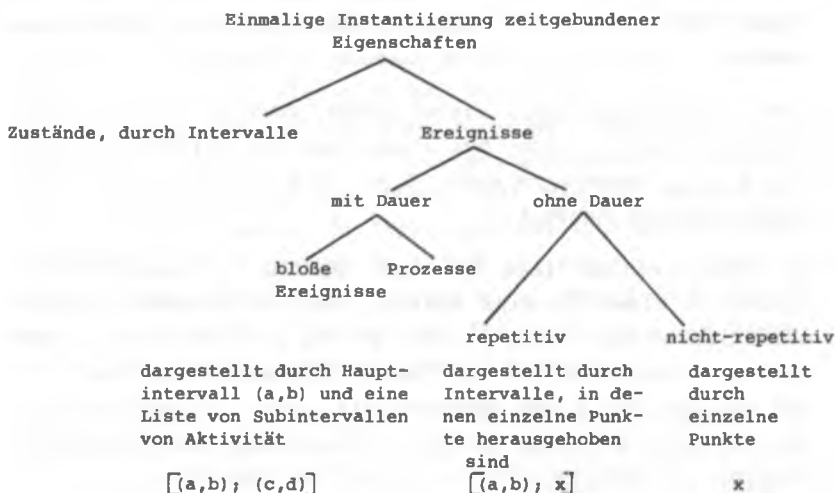 Einmalige Instantiierung zeitgebundener
Eigenschaften
Zustände, durch Intervalle
Ereignisse
mit Dauer
ohne Dauer
bloße
Ereignisse
Prozesse
repetitiv
nicht-repetitiv
dargestellt durch Haupt-
intervall (a,b) und eine
Liste von Subintervallen
von Aktivität
[(a,b); (c,d)]
dargestellt durch
Intervalle, in de-
nen einzelne Punk-
te herausgehoben
sind
[(a,b); x]
dargestellt
durch
einzelne
Punkte
x